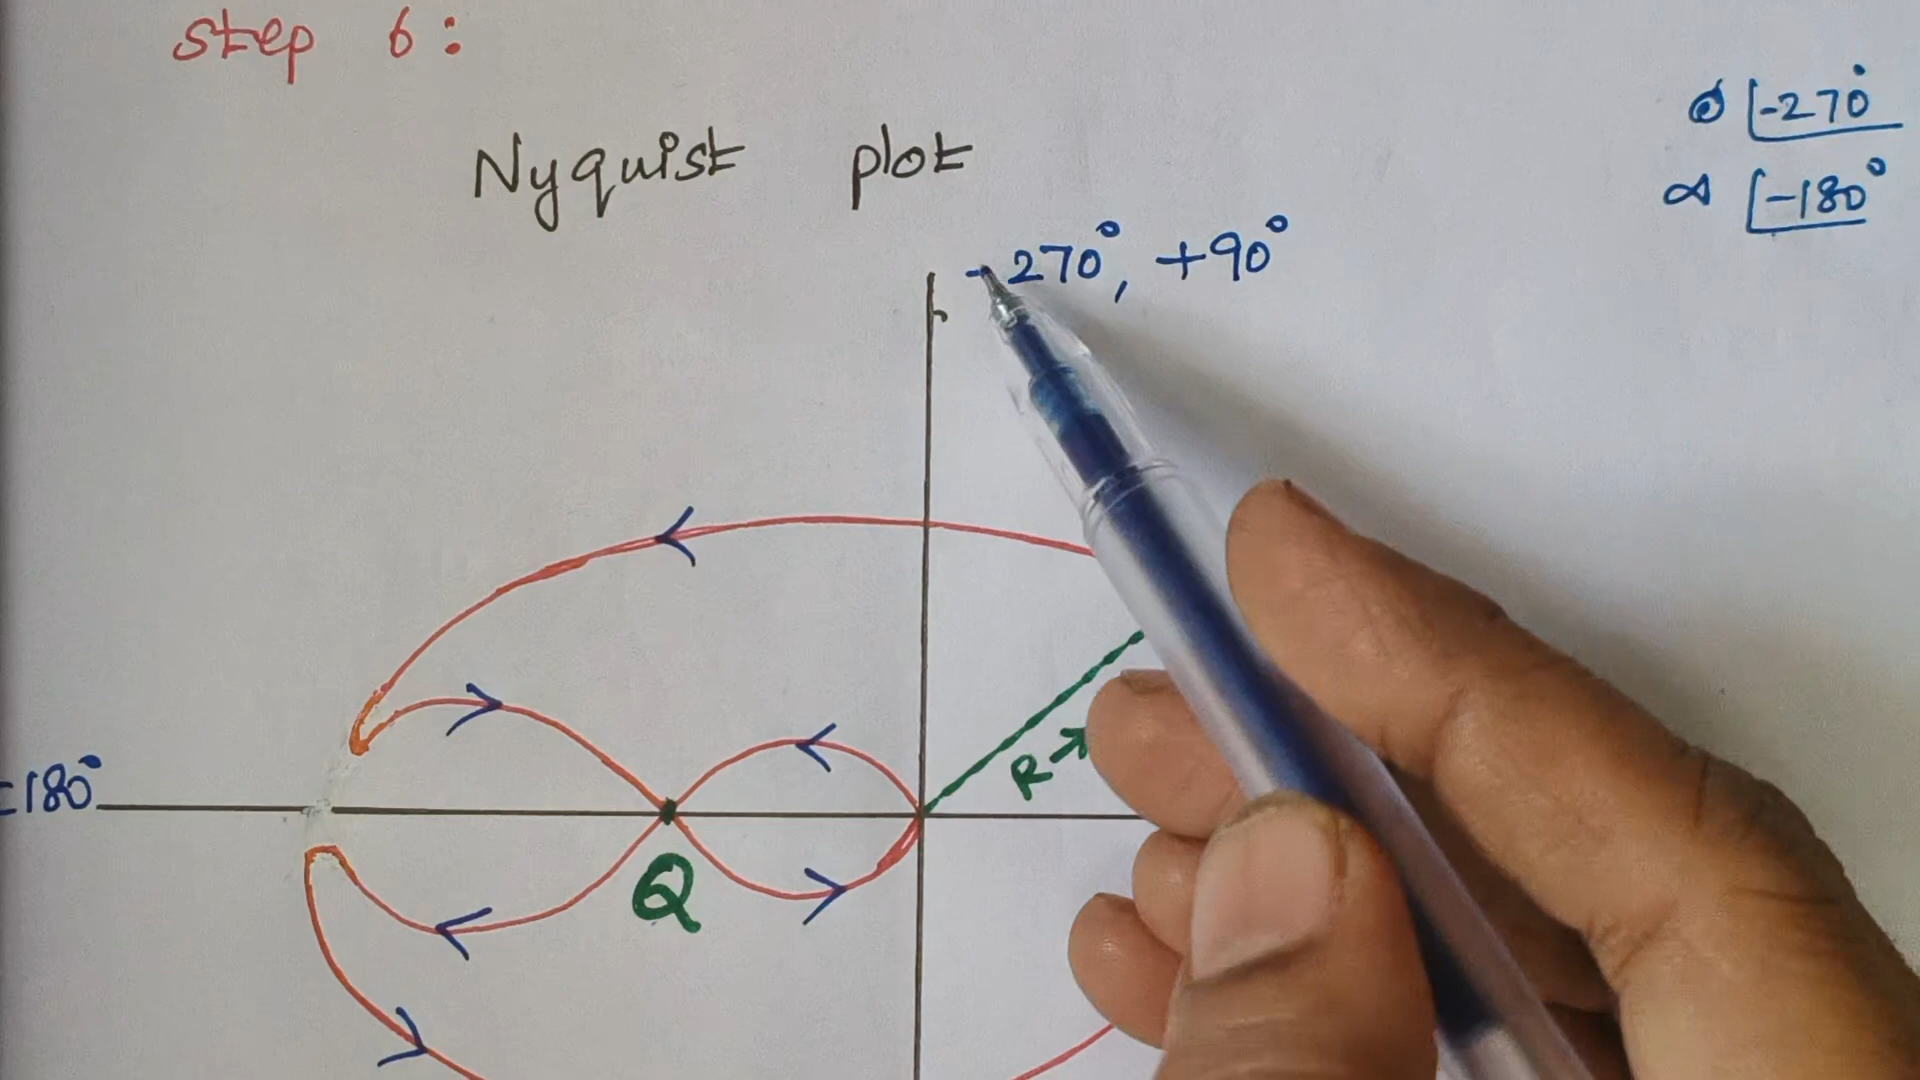 step 6:
Nyquist plot
0 ∠-270°
∞ ∠-180°
-270°, +90°
R→
-180°
Q